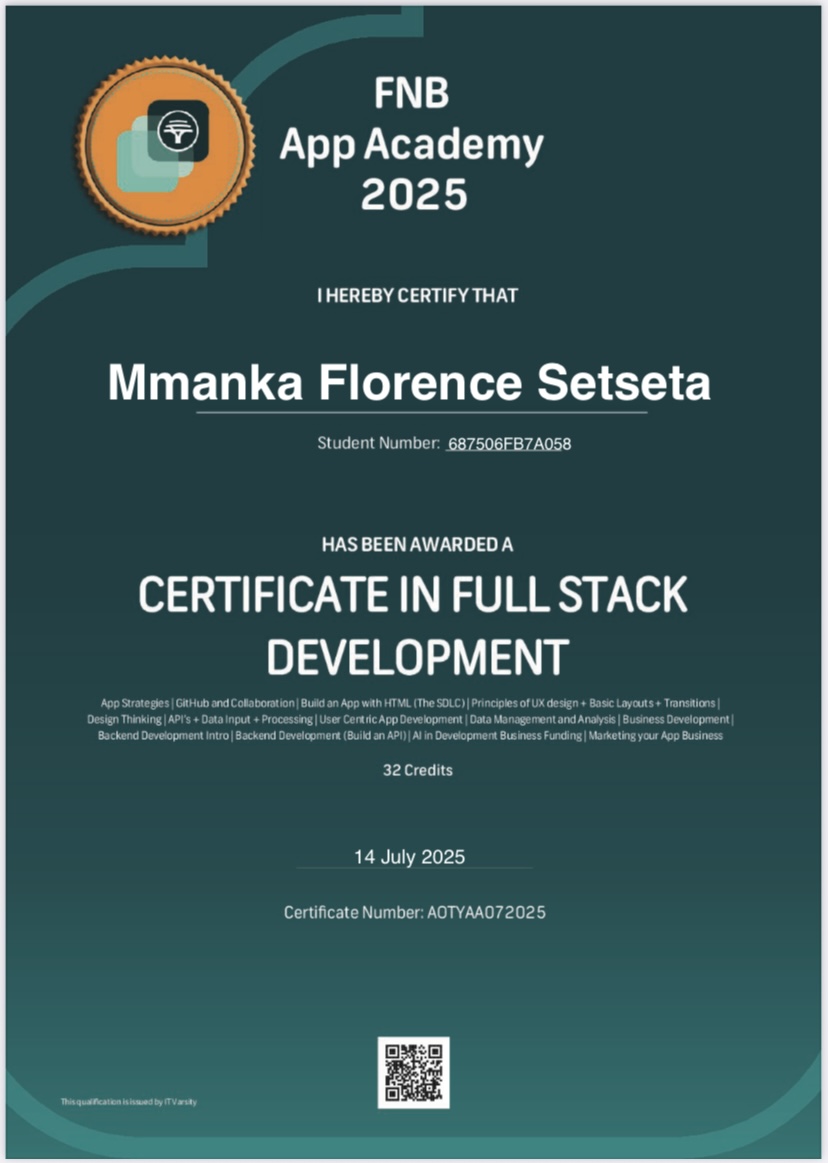 FNB
App Academy
2025
I HEREBY CERTIFY THAT
Mmanka Florence Setseta
Student Number: 687506FB7A058
HAS BEEN AWARDED A
CERTIFICATE IN FULL STACK
DEVELOPMENT
App Strategies | GitHub and Collaboration | Build an App with HTML (The SDLC) | Principles of UX design + Basic Layouts + Transitions |
Design Thinking | API's + Data Input + Processing | User Centric App Development | Data Management and Analysis | Business Development |
Backend Development Intro | Backend Development (Build an API) | AI in Development Business Funding | Marketing your App Business
32 Credits
14 July 2025
Certificate Number: AOTYAA072025
This qualification is issued by IT Varsity